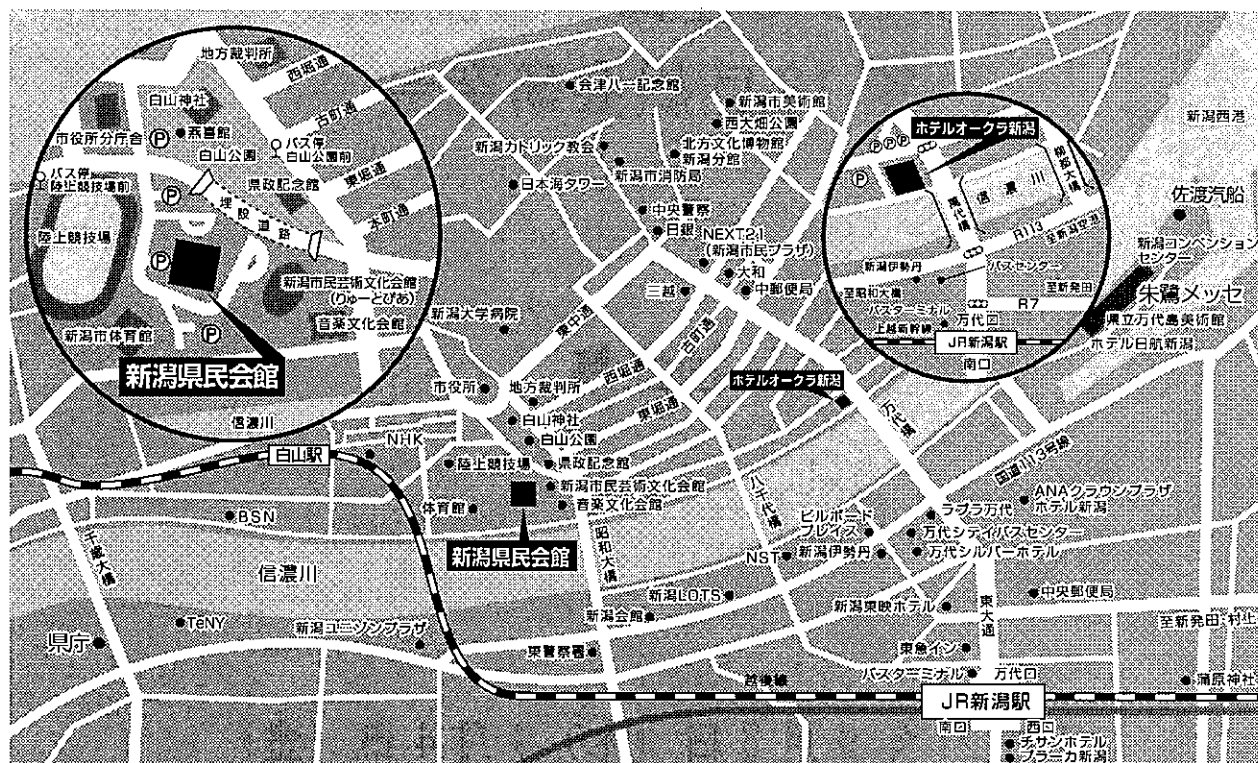 地方裁判所
西堀通
古町通
東堀通
本町通
白山神社
市役所分庁舎
P
燕喜館
白山公園
バス停
白山公園前
バス停
陸上競技場前
P
県政記念館
埋設道路
陸上競技場
P
新潟市民芸術文化会館
(りゅーとぴあ)
音楽文化会館
新潟市体育館
P
新潟県民会館
会津八一記念館
新潟市美術館
西大畑公園
北方文化博物館
新潟分館
新潟カトリック教会
新潟市消防局
日本海タワー
中央警察
日銀
NEXT21
(新潟市民プラザ)
大和
三越
中郵便局
新潟大学病院
東中通
西堀通
古町通
東堀通
ホテルオークラ新潟
万代橋
ホテルオークラ新潟
P P P
P
萬代橋
信濃川
柳都大橋
R113
至新潟空港
新潟伊勢丹
バスセンター
至昭和大橋
至新発田
バスターミナル
R7
上越新幹線
万代口
JR新潟駅
南口
新潟西港
佐渡汽船
新潟コンベンション
センター
朱鷺メッセ
県立万代島美術館
ホテル日航新潟
市役所
地方裁判所
白山神社
白山公園
信濃川
白山駅
NHK
陸上競技場
県政記念館
新潟市民芸術文化会館
音楽文化会館
体育館
新潟県民会館
昭和大橋
八千代橋
国道113号線
BSN
千歳大橋
信濃川
ANAクラウンプラザ
ホテル新潟
ラブラ万代
ビルボード
プレイス
万代シティバスセンター
NST
新潟伊勢丹
万代シルバーホテル
新潟LOTS
新潟会館
中央郵便局
新潟東映ホテル
東大通
至新発田・村上
TeNY
新潟ユニゾンプラザ
県庁
東警察署
東急イン
越後線
バスターミナル
万代口
蒲原神社
JR新潟駅
南口
西口
チサンホテル
プラーカ新潟